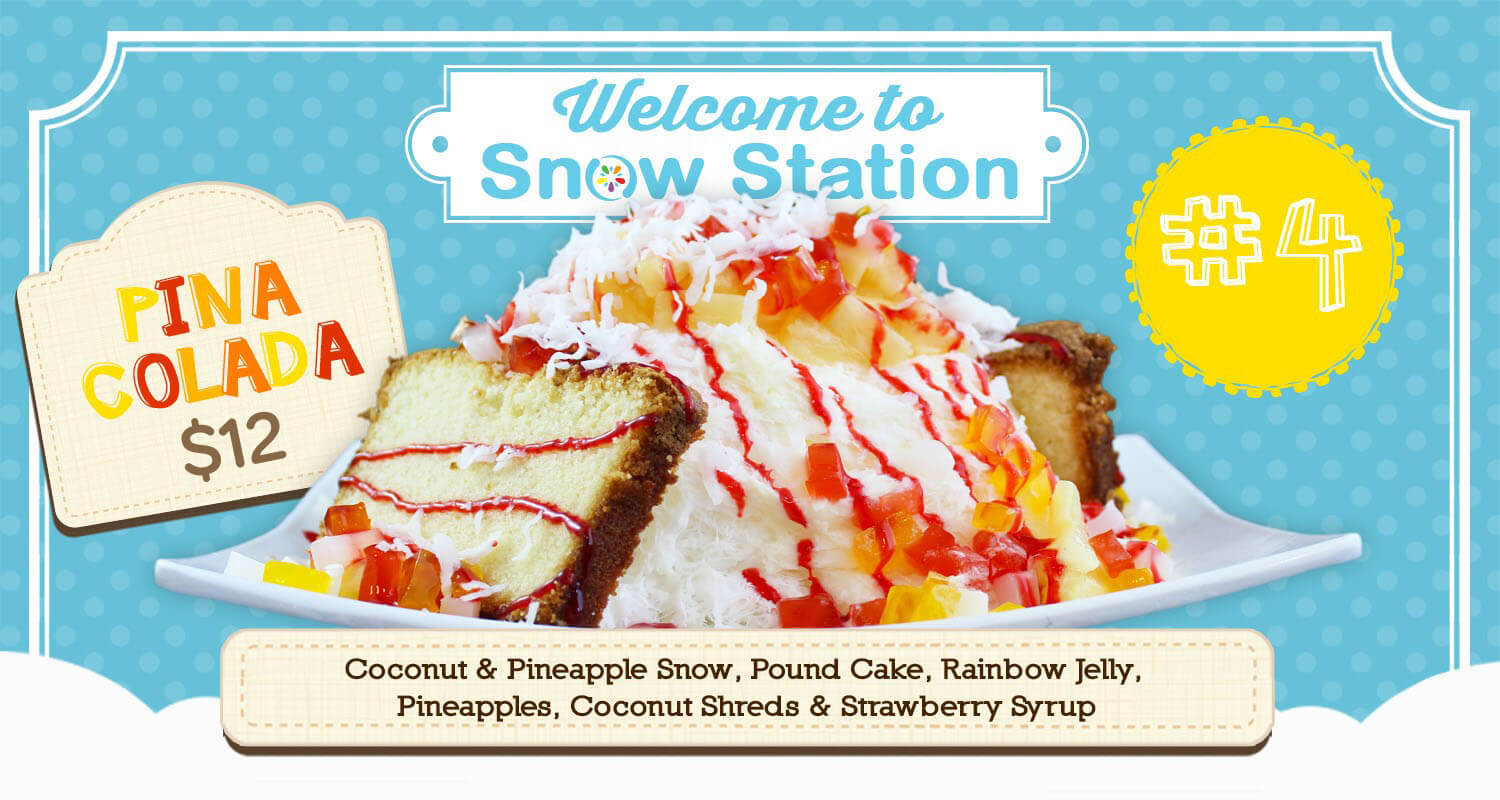 Welcome to
Snow Station
#4
PINA
COLADA
$12
Coconut & Pineapple Snow, Pound Cake, Rainbow Jelly,
Pineapples, Coconut Shreds & Strawberry Syrup